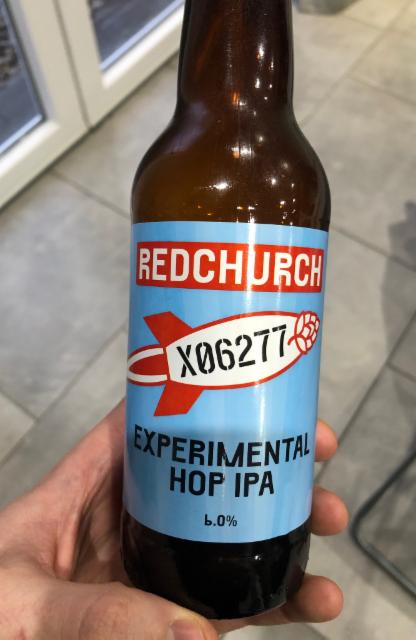 REDCHURCH
X06277
EXPERIMENTAL
HOP IPA
6.0%